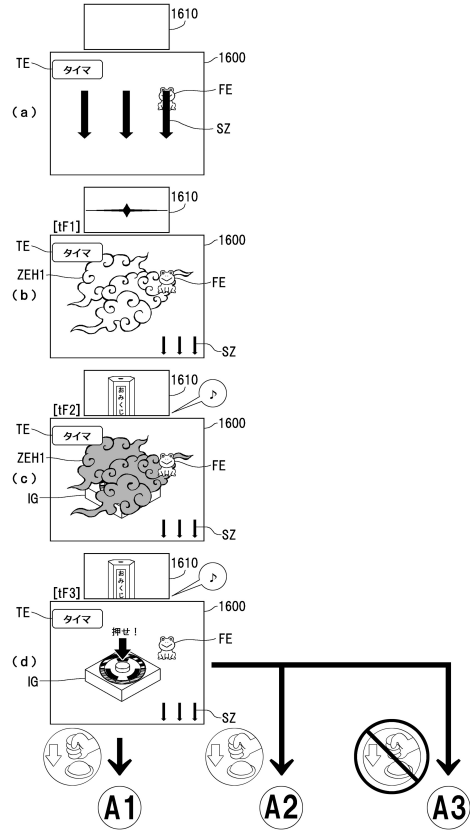 1610
TE
タイマ
1600
FE
(a)
SZ
1610
[tF1]
TE
タイマ
1600
ZEH1
FE
(b)
SZ
おみくじ
1610
♪
[tF2]
TE
タイマ
1600
ZEH1
FE
(c)
IG
SZ
おみくじ
1610
♪
[tF3]
TE
タイマ
1600
押せ!
FE
(d)
IG
SZ
A1
A2
A3